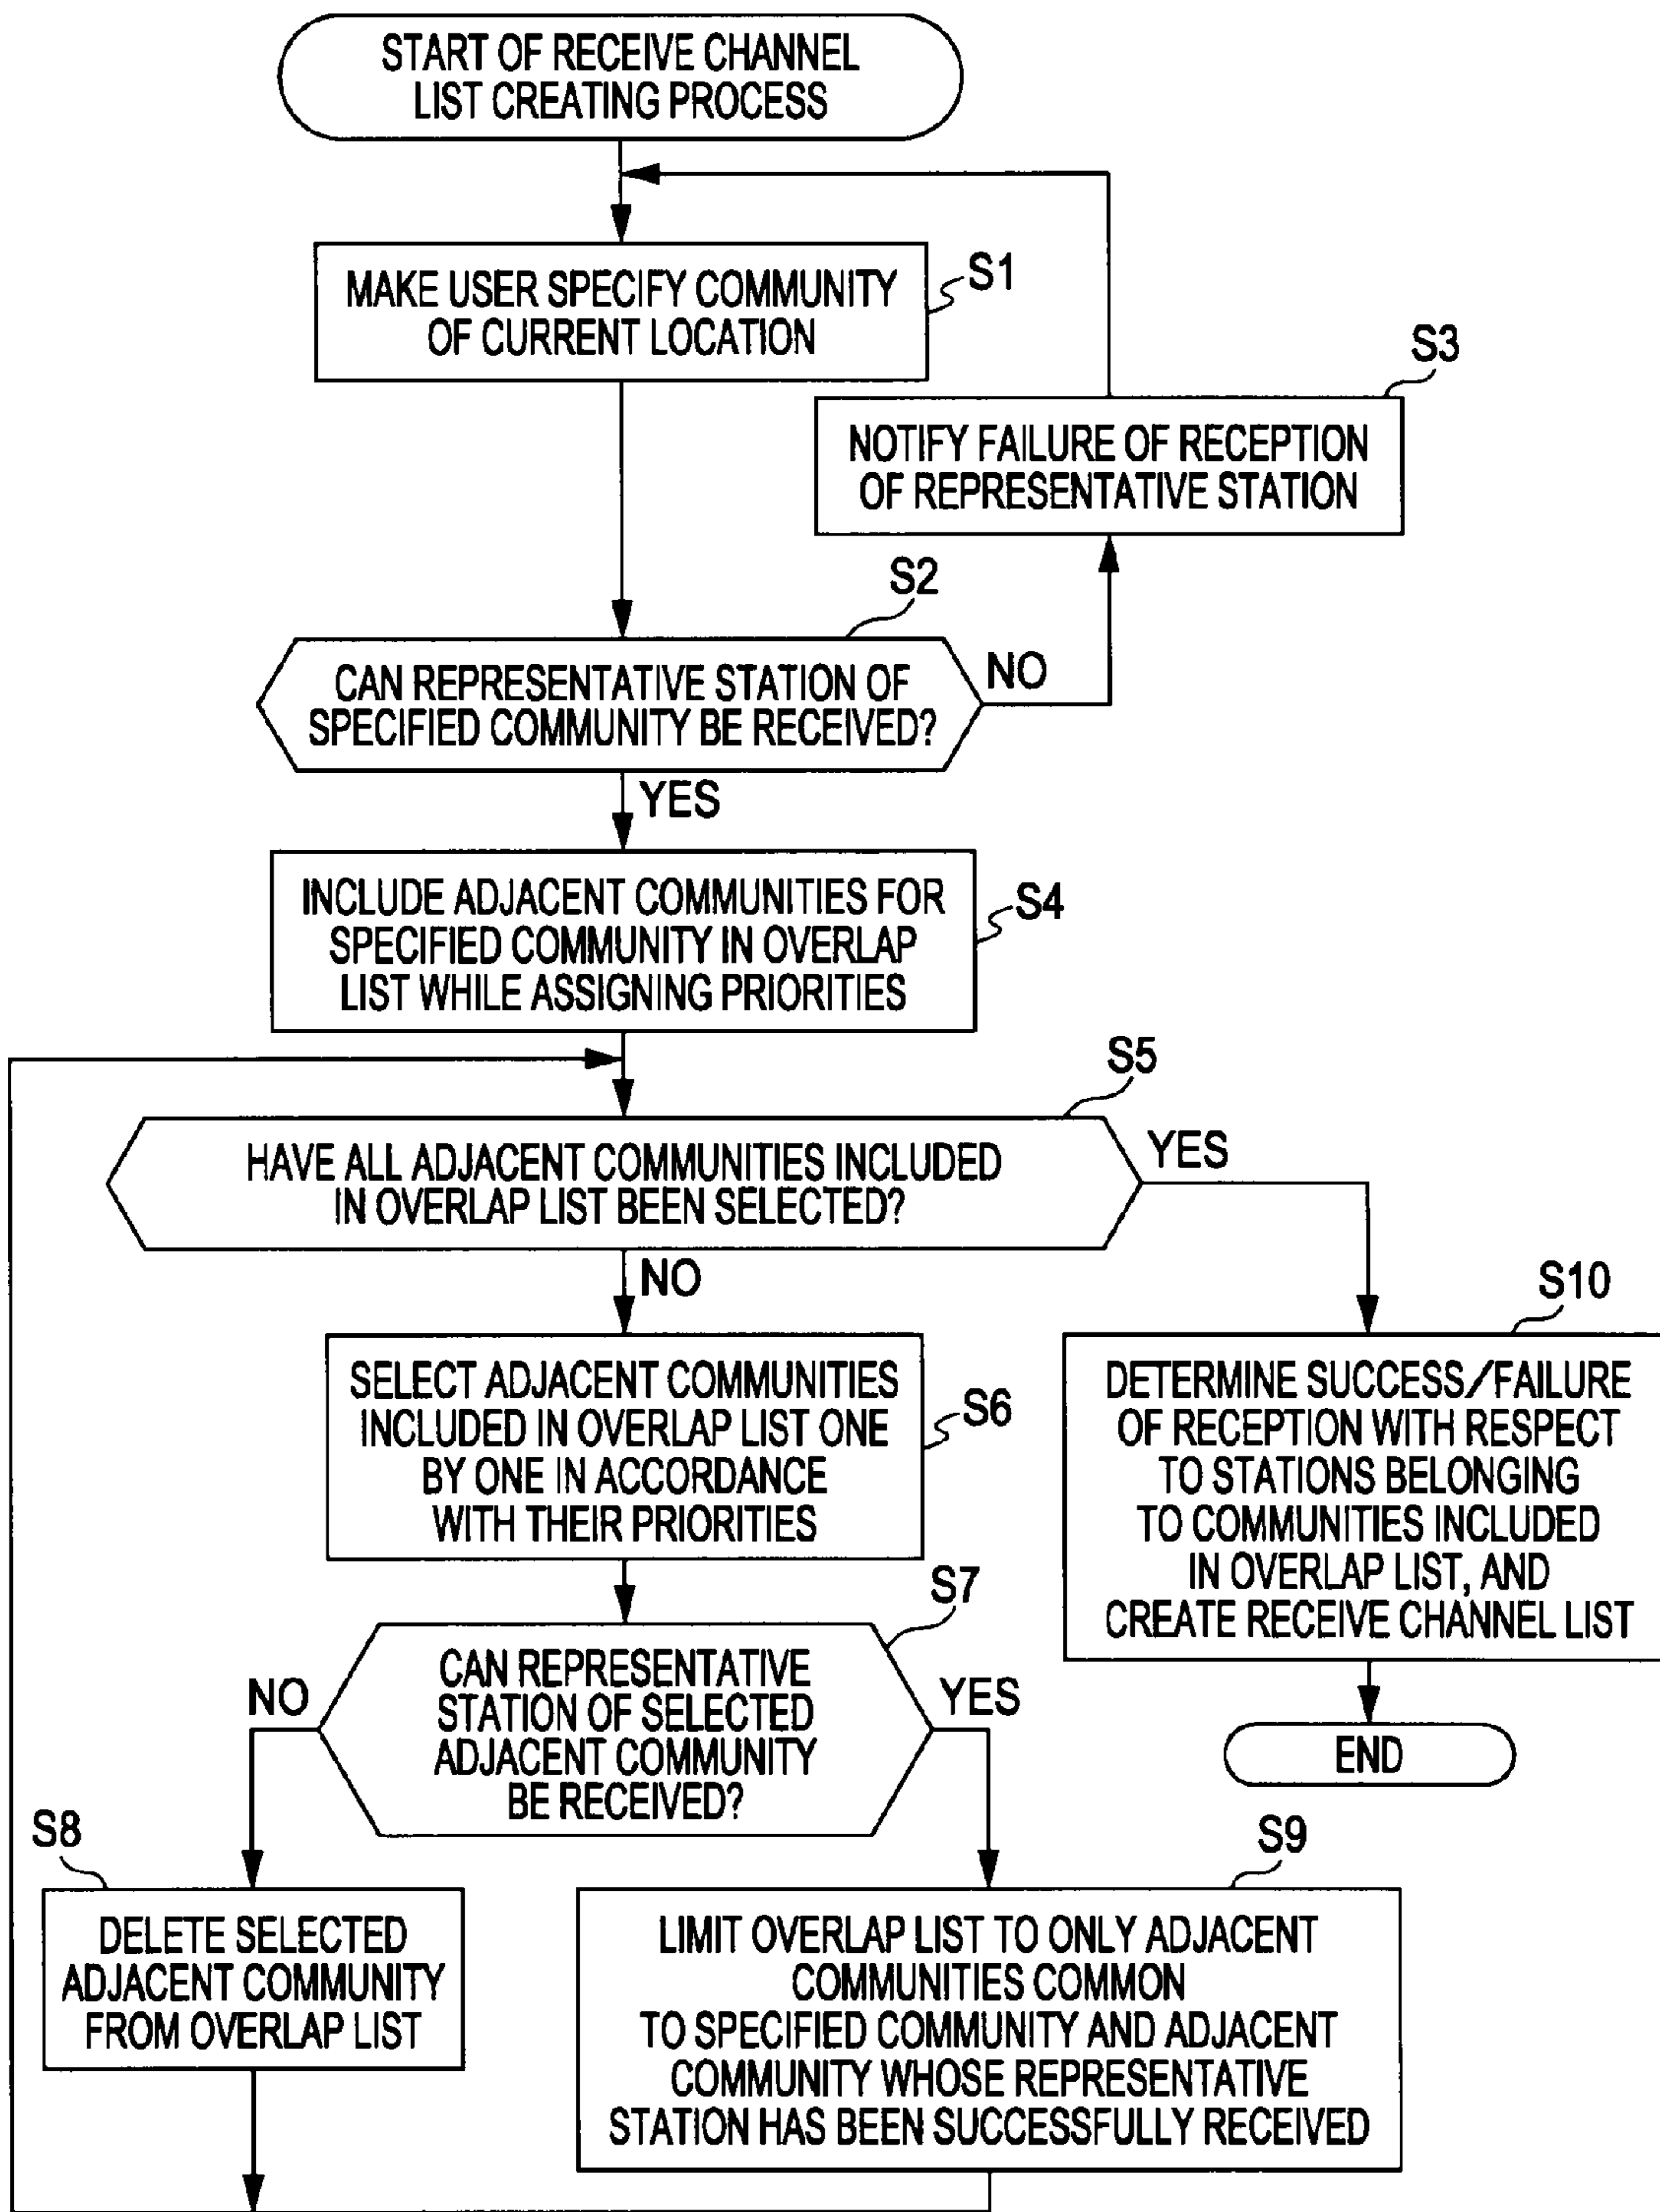 START OF RECEIVE CHANNEL
LIST CREATING PROCESS
MAKE USER SPECIFY COMMUNITY
OF CURRENT LOCATION
S1
S3
NOTIFY FAILURE OF RECEPTION
OF REPRESENTATIVE STATION
S2
CAN REPRESENTATIVE STATION OF
SPECIFIED COMMUNITY BE RECEIVED?
NO
YES
INCLUDE ADJACENT COMMUNITIES FOR
SPECIFIED COMMUNITY IN OVERLAP
LIST WHILE ASSIGNING PRIORITIES
S4
S5
HAVE ALL ADJACENT COMMUNITIES INCLUDED
IN OVERLAP LIST BEEN SELECTED?
YES
NO
SELECT ADJACENT COMMUNITIES
INCLUDED IN OVERLAP LIST ONE
BY ONE IN ACCORDANCE
WITH THEIR PRIORITIES
S6
S10
DETERMINE SUCCESS/FAILURE
OF RECEPTION WITH RESPECT
TO STATIONS BELONGING
TO COMMUNITIES INCLUDED
IN OVERLAP LIST, AND
CREATE RECEIVE CHANNEL LIST
END
S7
CAN REPRESENTATIVE
STATION OF SELECTED
ADJACENT COMMUNITY
BE RECEIVED?
NO
YES
S8
DELETE SELECTED
ADJACENT COMMUNITY
FROM OVERLAP LIST
S9
LIMIT OVERLAP LIST TO ONLY ADJACENT
COMMUNITIES COMMON
TO SPECIFIED COMMUNITY AND ADJACENT
COMMUNITY WHOSE REPRESENTATIVE
STATION HAS BEEN SUCCESSFULLY RECEIVED